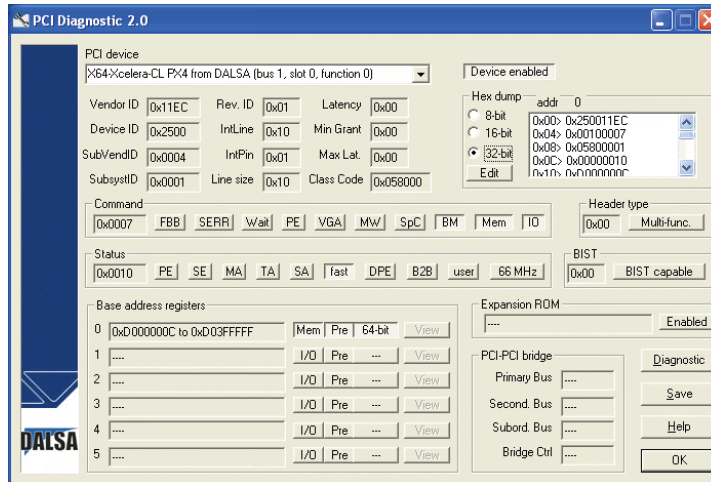 PCI Diagnostic 2.0
PCI device
X64-Xcelera-CL PX4 from DALSA (bus 1, slot 0, function 0)
Device enabled
Vendor ID 0x11EC Rev. ID 0x01 Latency 0x00
Device ID 0x2500 IntLine 0x10 Min Grant 0x00
SubVendID 0x0004 IntPin 0x01 Max Lat. 0x00
SubsystID 0x0001 Line size 0x10 Class Code 0x058000
Hex dump addr 0
8-bit
16-bit
32-bit
Edit
0x00> 0x250011EC
0x04> 0x00100007
0x08> 0x05800001
0x0C> 0x00000010
0x10> 0xD000000C
Command
0x0007 FBB SERR Wait PE VGA MW SpC BM Mem IO
Header type
0x00 Multi-func.
Status
0x0010 PE SE MA TA SA fast DPE B2B user 66 MHz
BIST
0x00 BIST capable
Base address registers
0 0xD000000C to 0xD03FFFFF Mem Pre 64-bit View
1 ---- I/O Pre --- View
2 ---- I/O Pre --- View
3 ---- I/O Pre --- View
4 ---- I/O Pre --- View
5 ---- I/O Pre --- View
Expansion ROM
---- Enabled
PCI-PCI bridge
Primary Bus ----
Second. Bus ----
Subord. Bus ----
Bridge Ctrl ----
Diagnostic
Save
Help
OK
DALSA